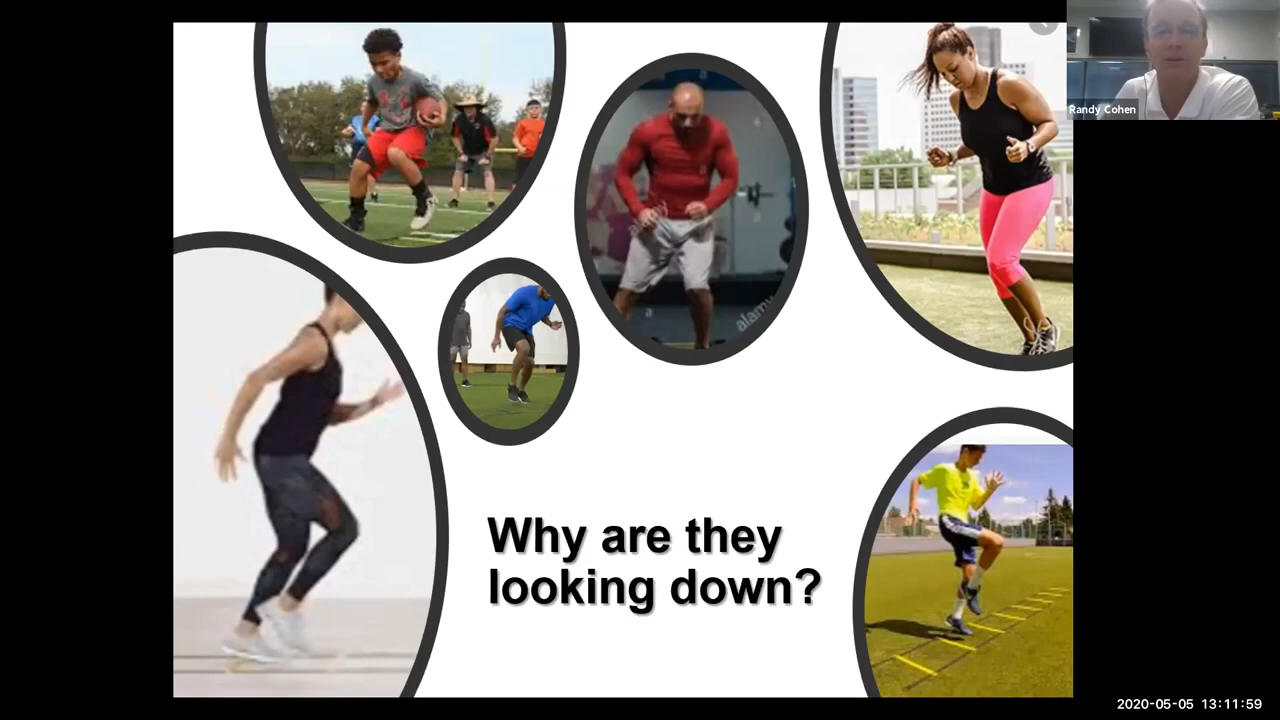 Randy Cohen
alamy
a
Why are they
looking down?
2020-05-05 13:11:59